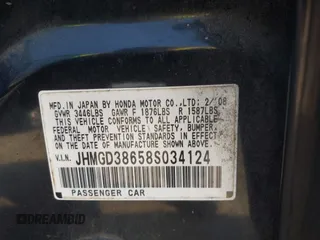 MFD. IN JAPAN BY HONDA MOTOR CO.,LTD: 2/'08
GVWR 3446LBS GAWR F 1876LBS R 1587LBS
THIS VEHICLE CONFORMS TO ALL APPLICABLE
FEDERAL MOTOR VEHICLE SAFETY, BUMPER,
AND THEFT PREVENTION STANDARDS IN EFFECT
ON THE DATE OF MANUFACTURE SHOWN ABOVE.
V.I.N. JHMGD38658S034124
PASSENGER CAR
DREAMBID